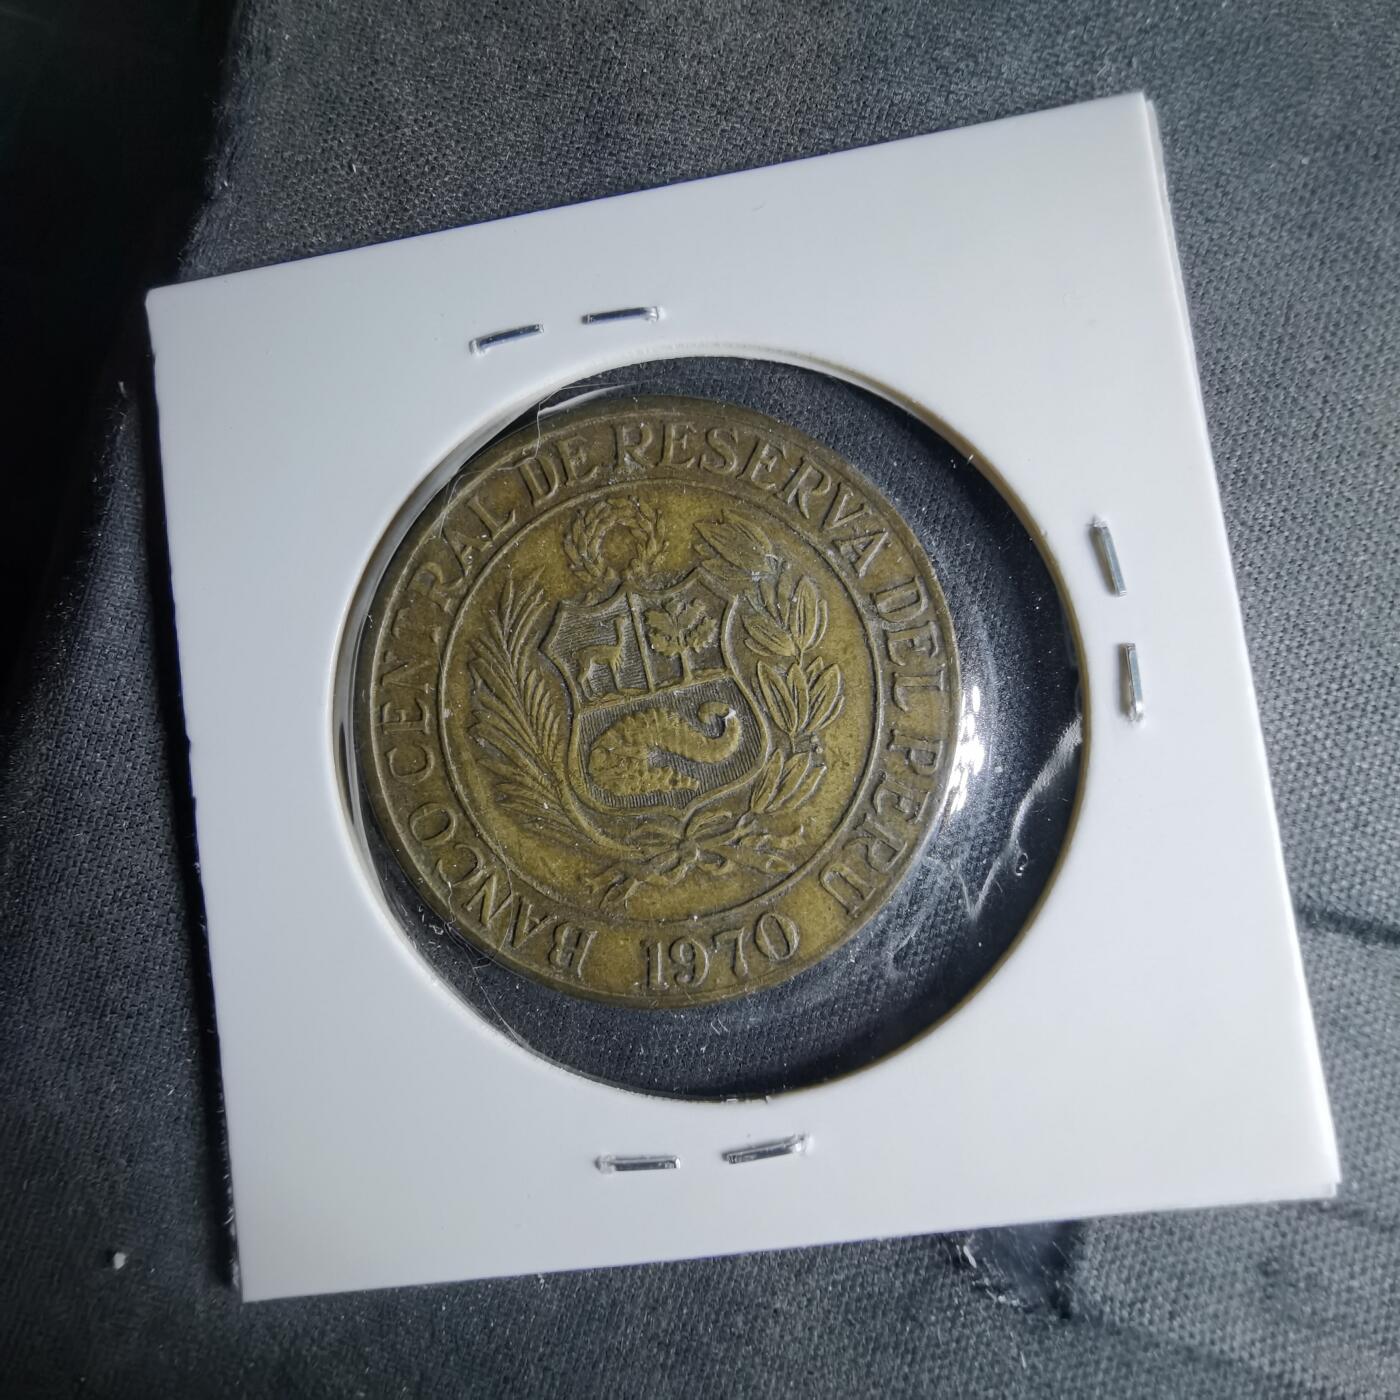 BANCO CENTRAL DE RESERVA DEL PERU
1970